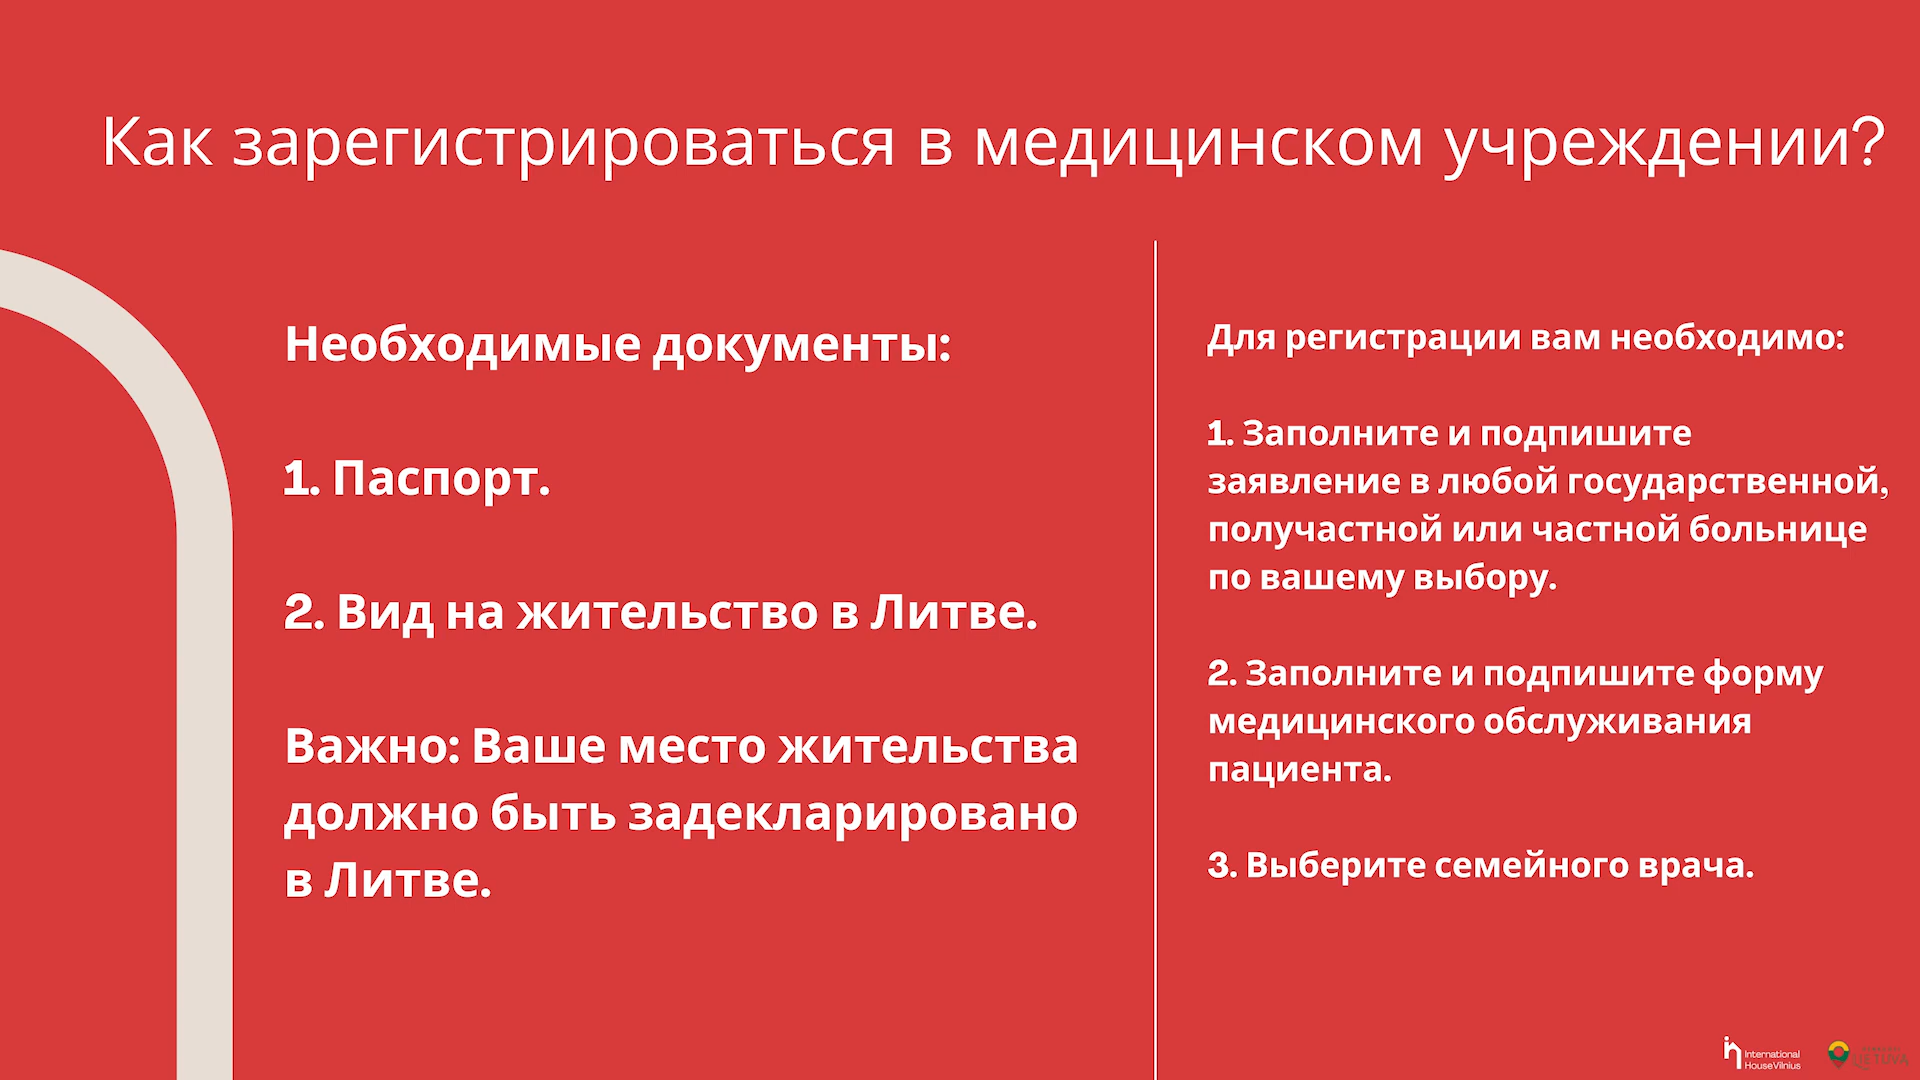 Как зарегистрироваться в медицинском учреждении?
Необходимые документы:
1. Паспорт.
2. Вид на жительство в Литве.
Важно: Ваше место жительства
должно быть задекларировано
в Литве.
Для регистрации вам необходимо:
1. Заполните и подпишите
заявление в любой государственной,
получастной или частной больнице
по вашему выбору.
2. Заполните и подпишите форму
медицинского обслуживания
пациента.
3. Выберите семейного врача.
International
House Vilnius
LIETUVA